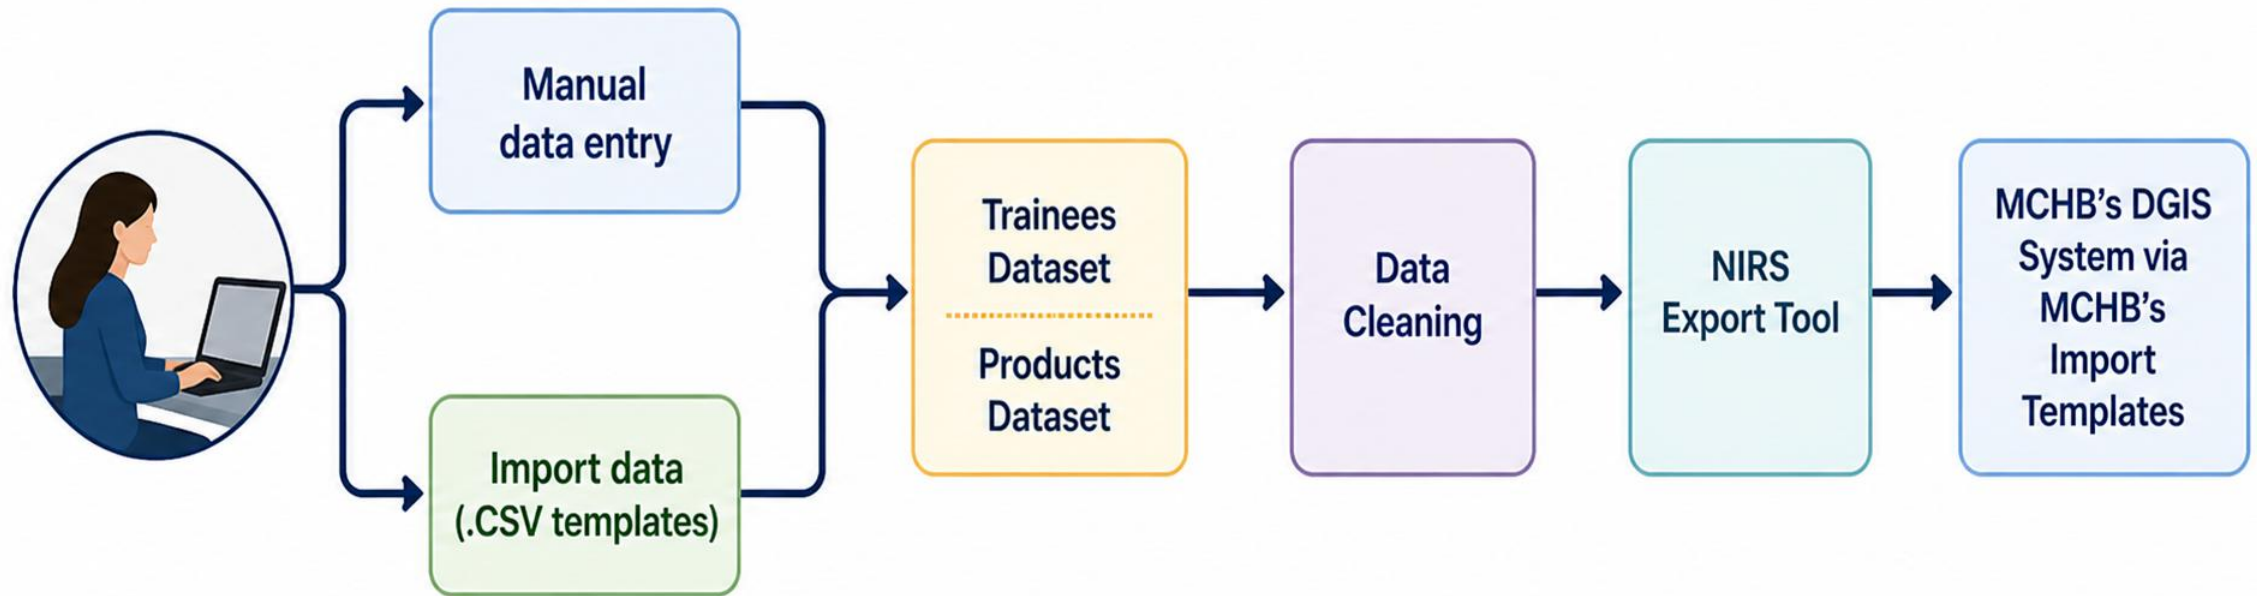 Manual
data entry
Import data
(.CSV templates)
Trainees
Dataset
Products
Dataset
Data
Cleaning
NIRS
Export Tool
MCHB’s DGIS
System via
MCHB’s
Import
Templates